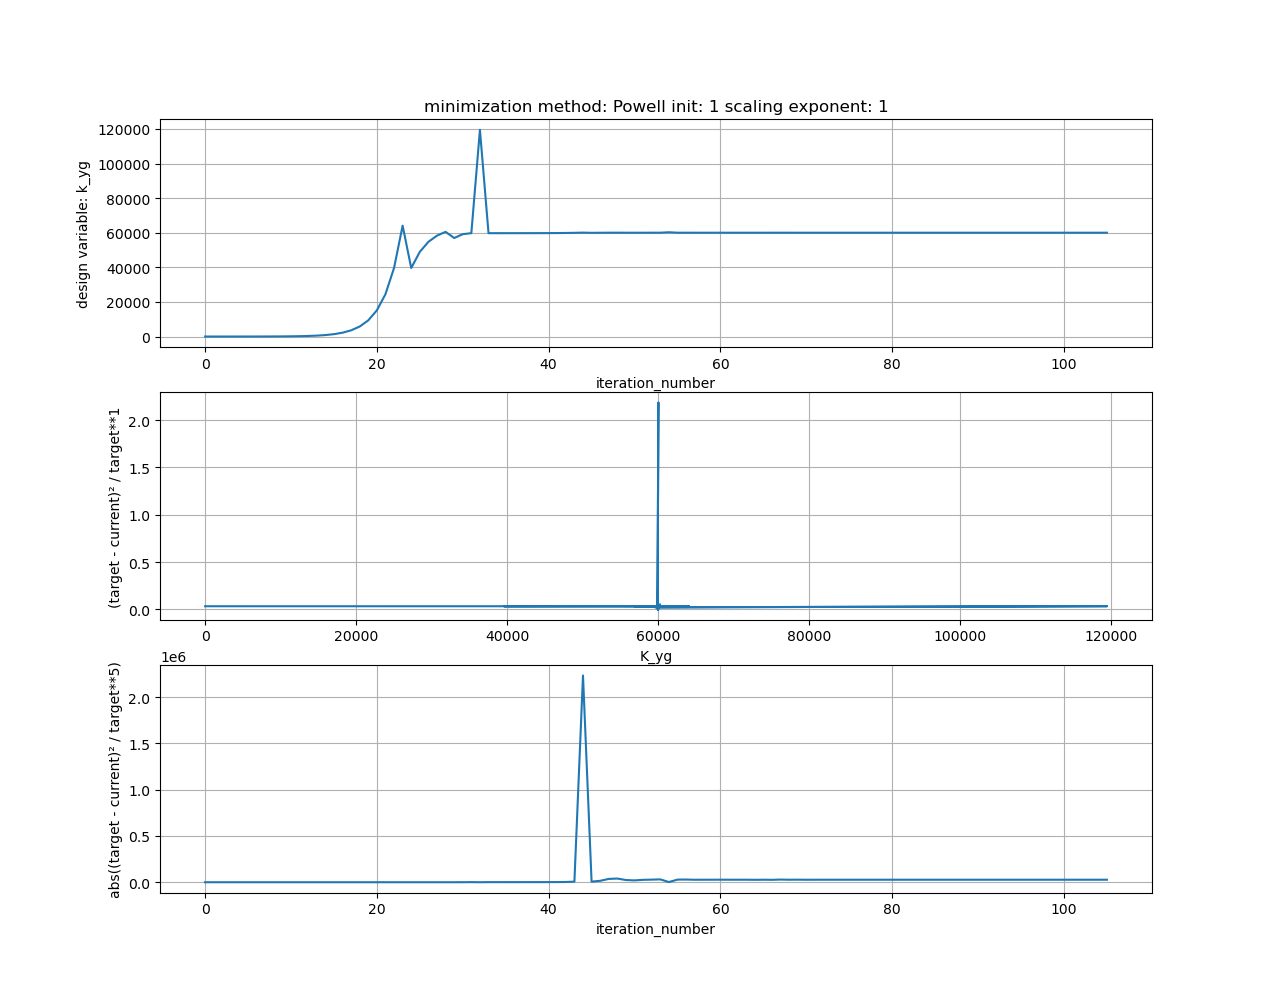 minimization method: Powell init: 1 scaling exponent: 1
design variable: k_yg
120000
100000
80000
60000
40000
20000
0
0 20 40 60 80 100
iteration_number
(target - current)² / target**1
2.0
1.5
1.0
0.5
0.0
0 20000 40000 60000 80000 100000 120000
K_yg
1e6
abs((target - current)² / target**5)
2.0
1.5
1.0
0.5
0.0
0 20 40 60 80 100
iteration_number